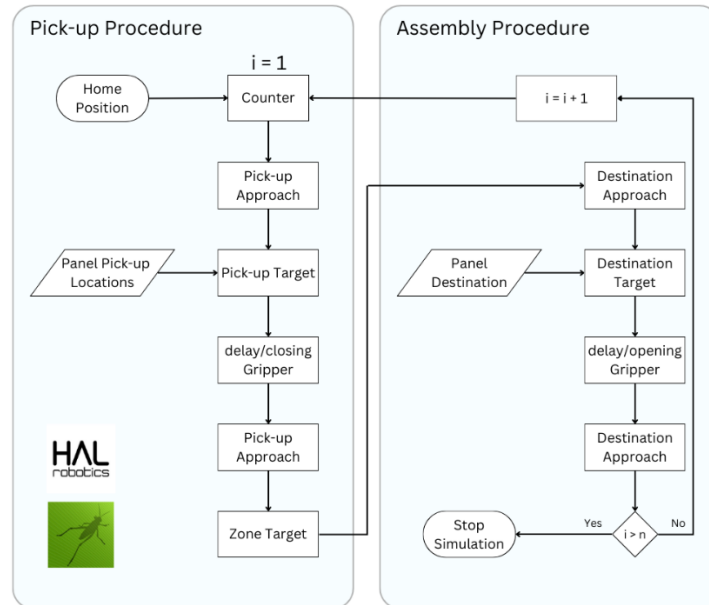 Pick-up Procedure
i = 1
Home
Position
Counter
Pick-up
Approach
Panel Pick-up
Locations
Pick-up Target
delay/closing
Gripper
Pick-up
Approach
Zone Target
HAL
robotics
Assembly Procedure
i = i + 1
Destination
Approach
Panel
Destination
Destination
Target
delay/opening
Gripper
Destination
Approach
Stop
Simulation
Yes
i > n
No